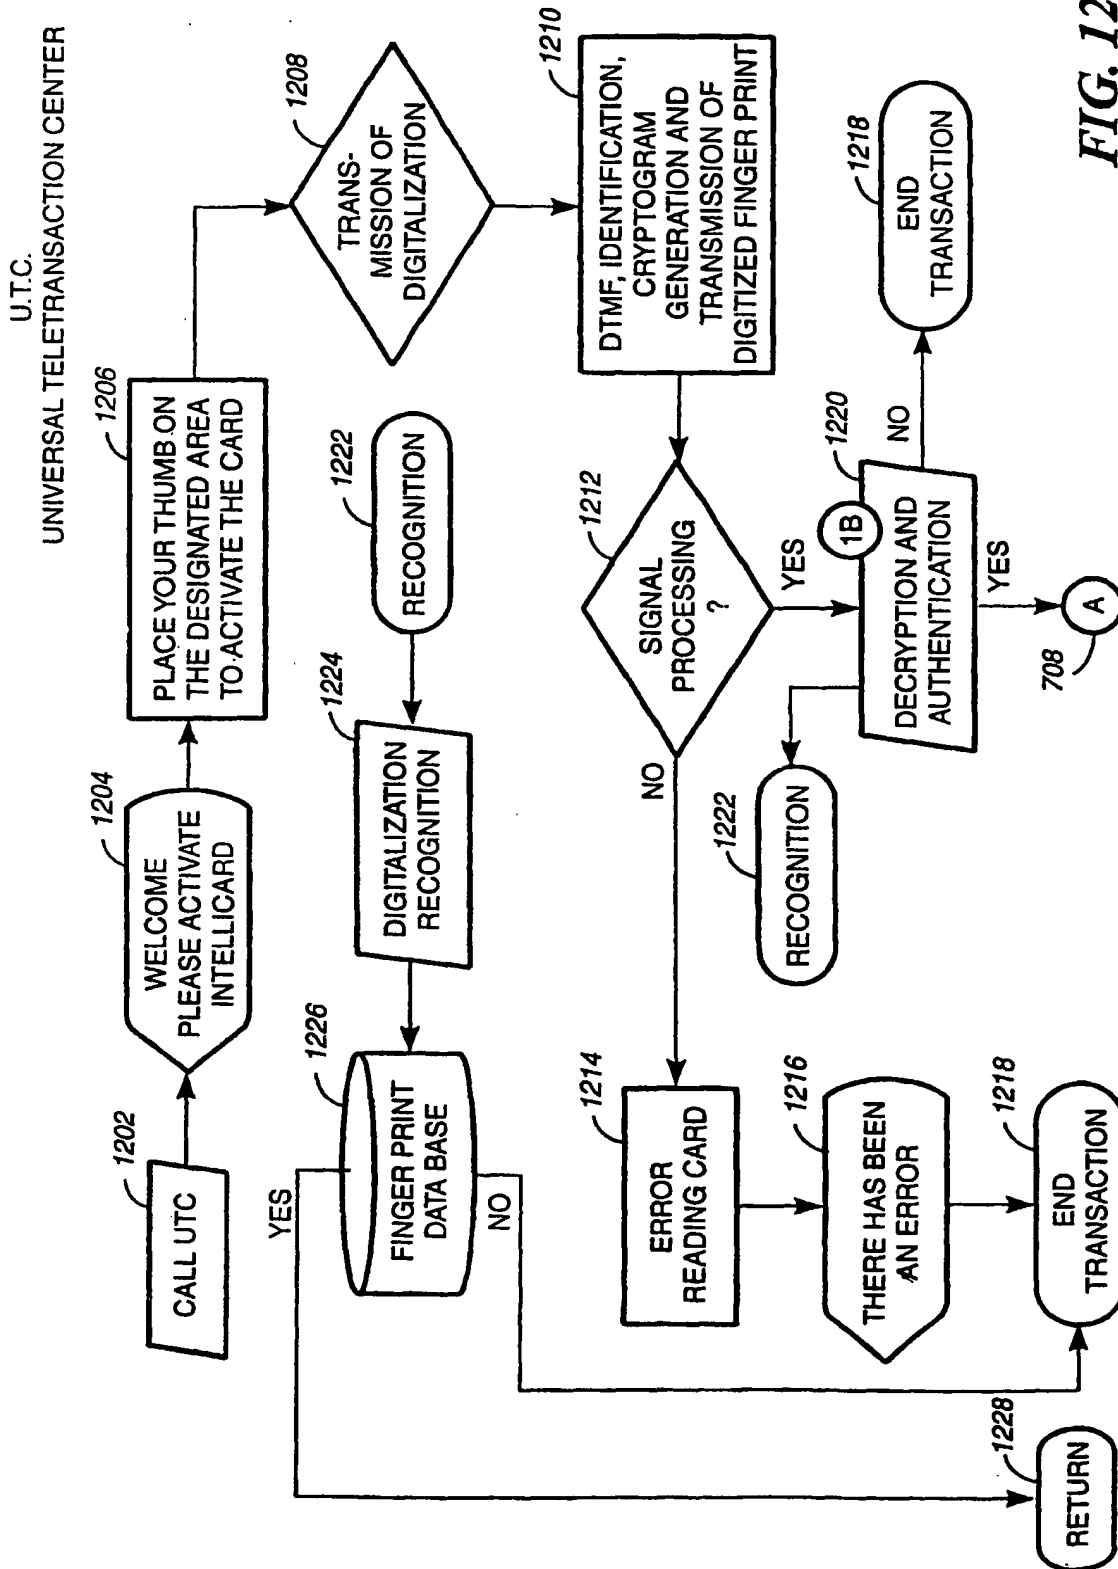 U.T.C.
UNIVERSAL TELETRANSACTION CENTER
1202
CALL UTC
1204
WELCOME
PLEASE ACTIVATE
INTELLICARD
1206
PLACE YOUR THUMB ON
THE DESIGNATED AREA
TO ACTIVATE THE CARD
1208
TRANS-
MISSION OF
DIGITALIZATION
1210
DTMF, IDENTIFICATION,
CRYPTOGRAM
GENERATION AND
TRANSMISSION OF
DIGITIZED FINGER PRINT
1222
RECOGNITION
1224
DIGITALIZATION
RECOGNITION
1226
FINGER PRINT
DATA BASE
YES
NO
1212
SIGNAL
PROCESSING
?
NO
YES
1214
ERROR
READING CARD
1216
THERE HAS BEEN
AN ERROR
1218
END
TRANSACTION
1222
RECOGNITION
1B
1220
DECRYPTION AND
AUTHENTICATION
NO
YES
1218
END
TRANSACTION
708
A
1228
RETURN
FIG. 12